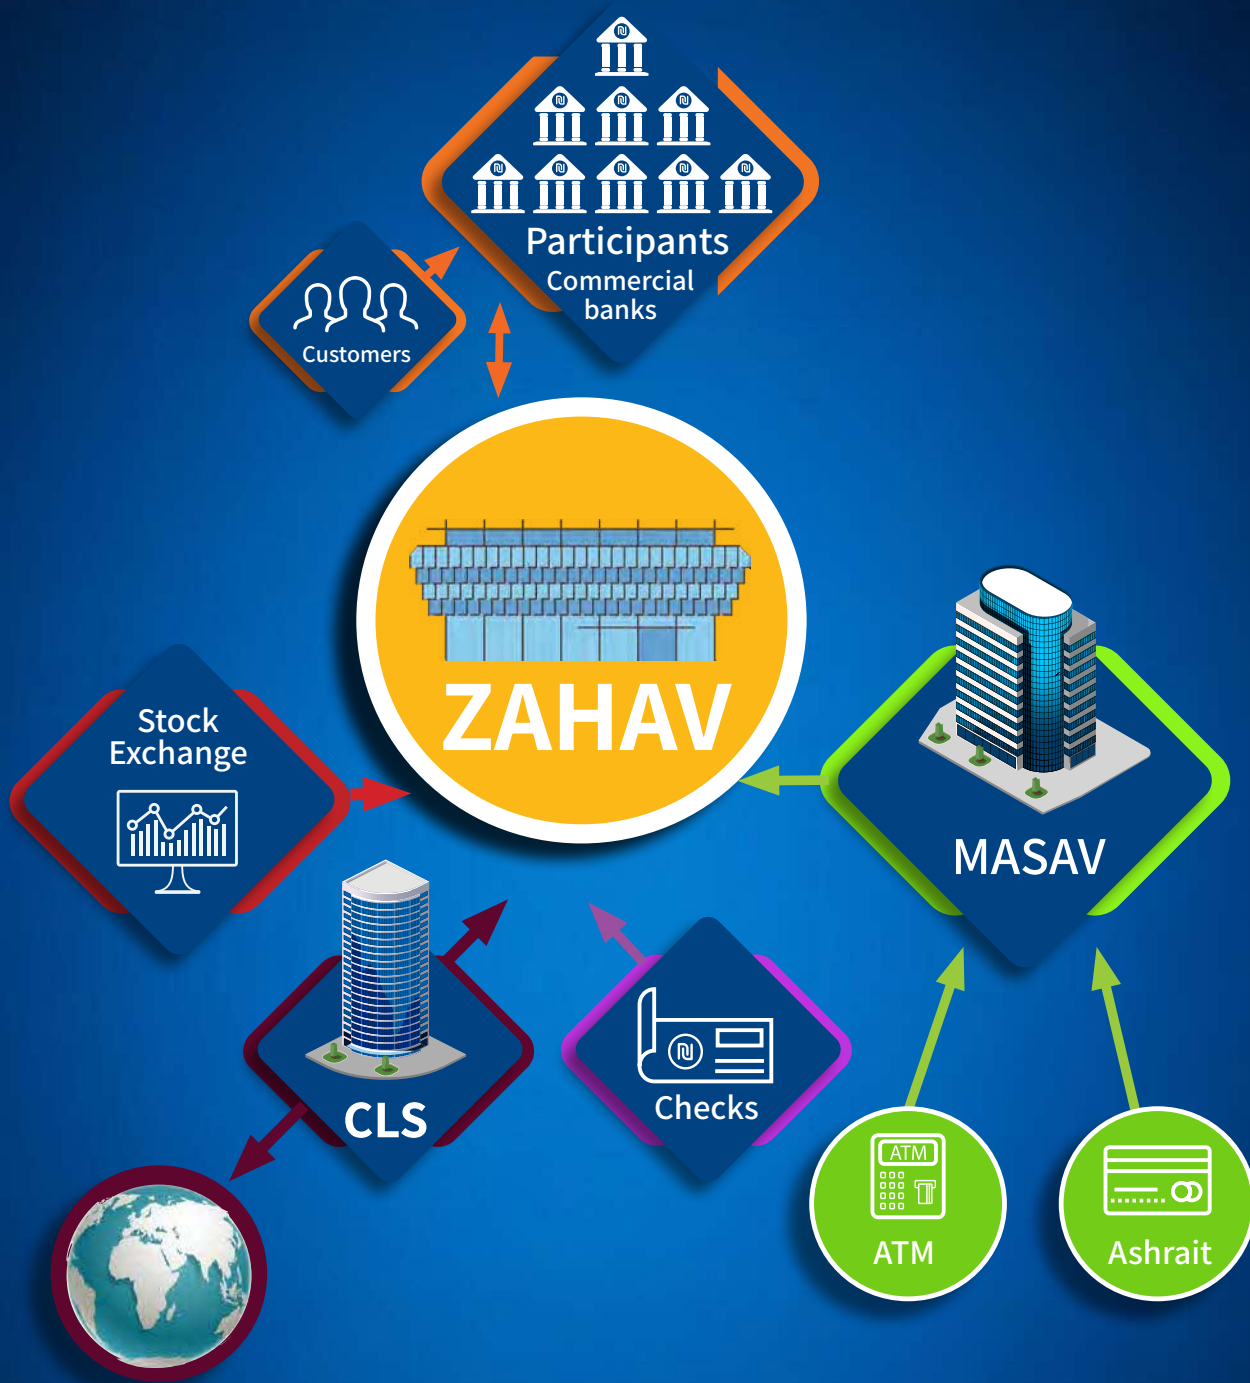 Participants
Commercial
banks
Customers
ZAHAV
Stock
Exchange
MASAV
CLS
Checks
ATM
ATM
Ashrait